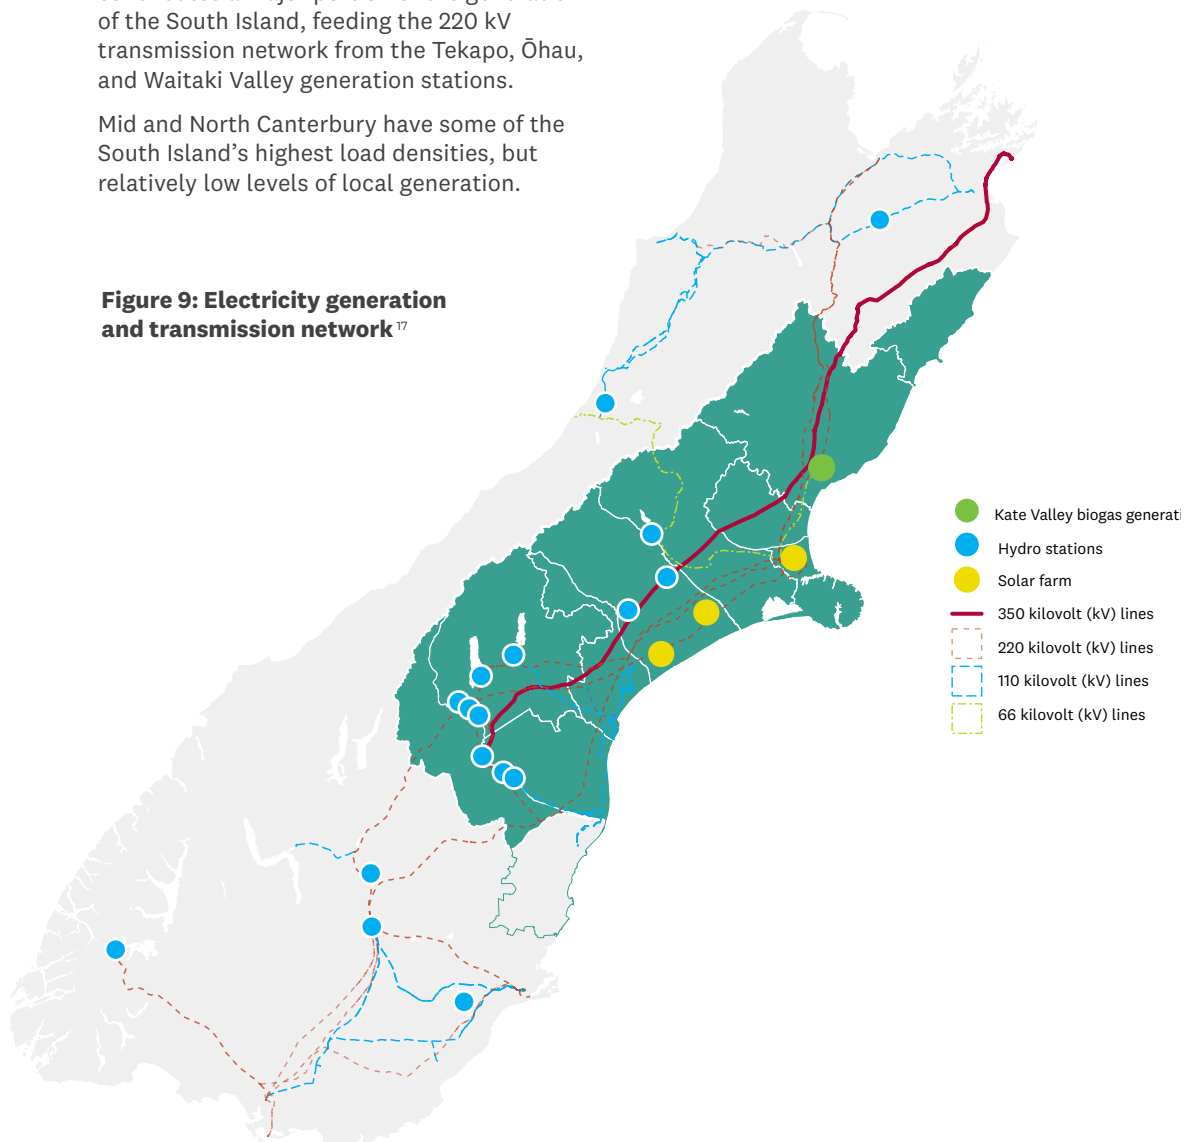 of the South Island, feeding the 220 kV
transmission network from the Tekapo, Ōhau,
and Waitaki Valley generation stations.
Mid and North Canterbury have some of the
South Island’s highest load densities, but
relatively low levels of local generation.
Figure 9: Electricity generation
and transmission network 17
Kate Valley biogas generati
Hydro stations
Solar farm
350 kilovolt (kV) lines
220 kilovolt (kV) lines
110 kilovolt (kV) lines
66 kilovolt (kV) lines